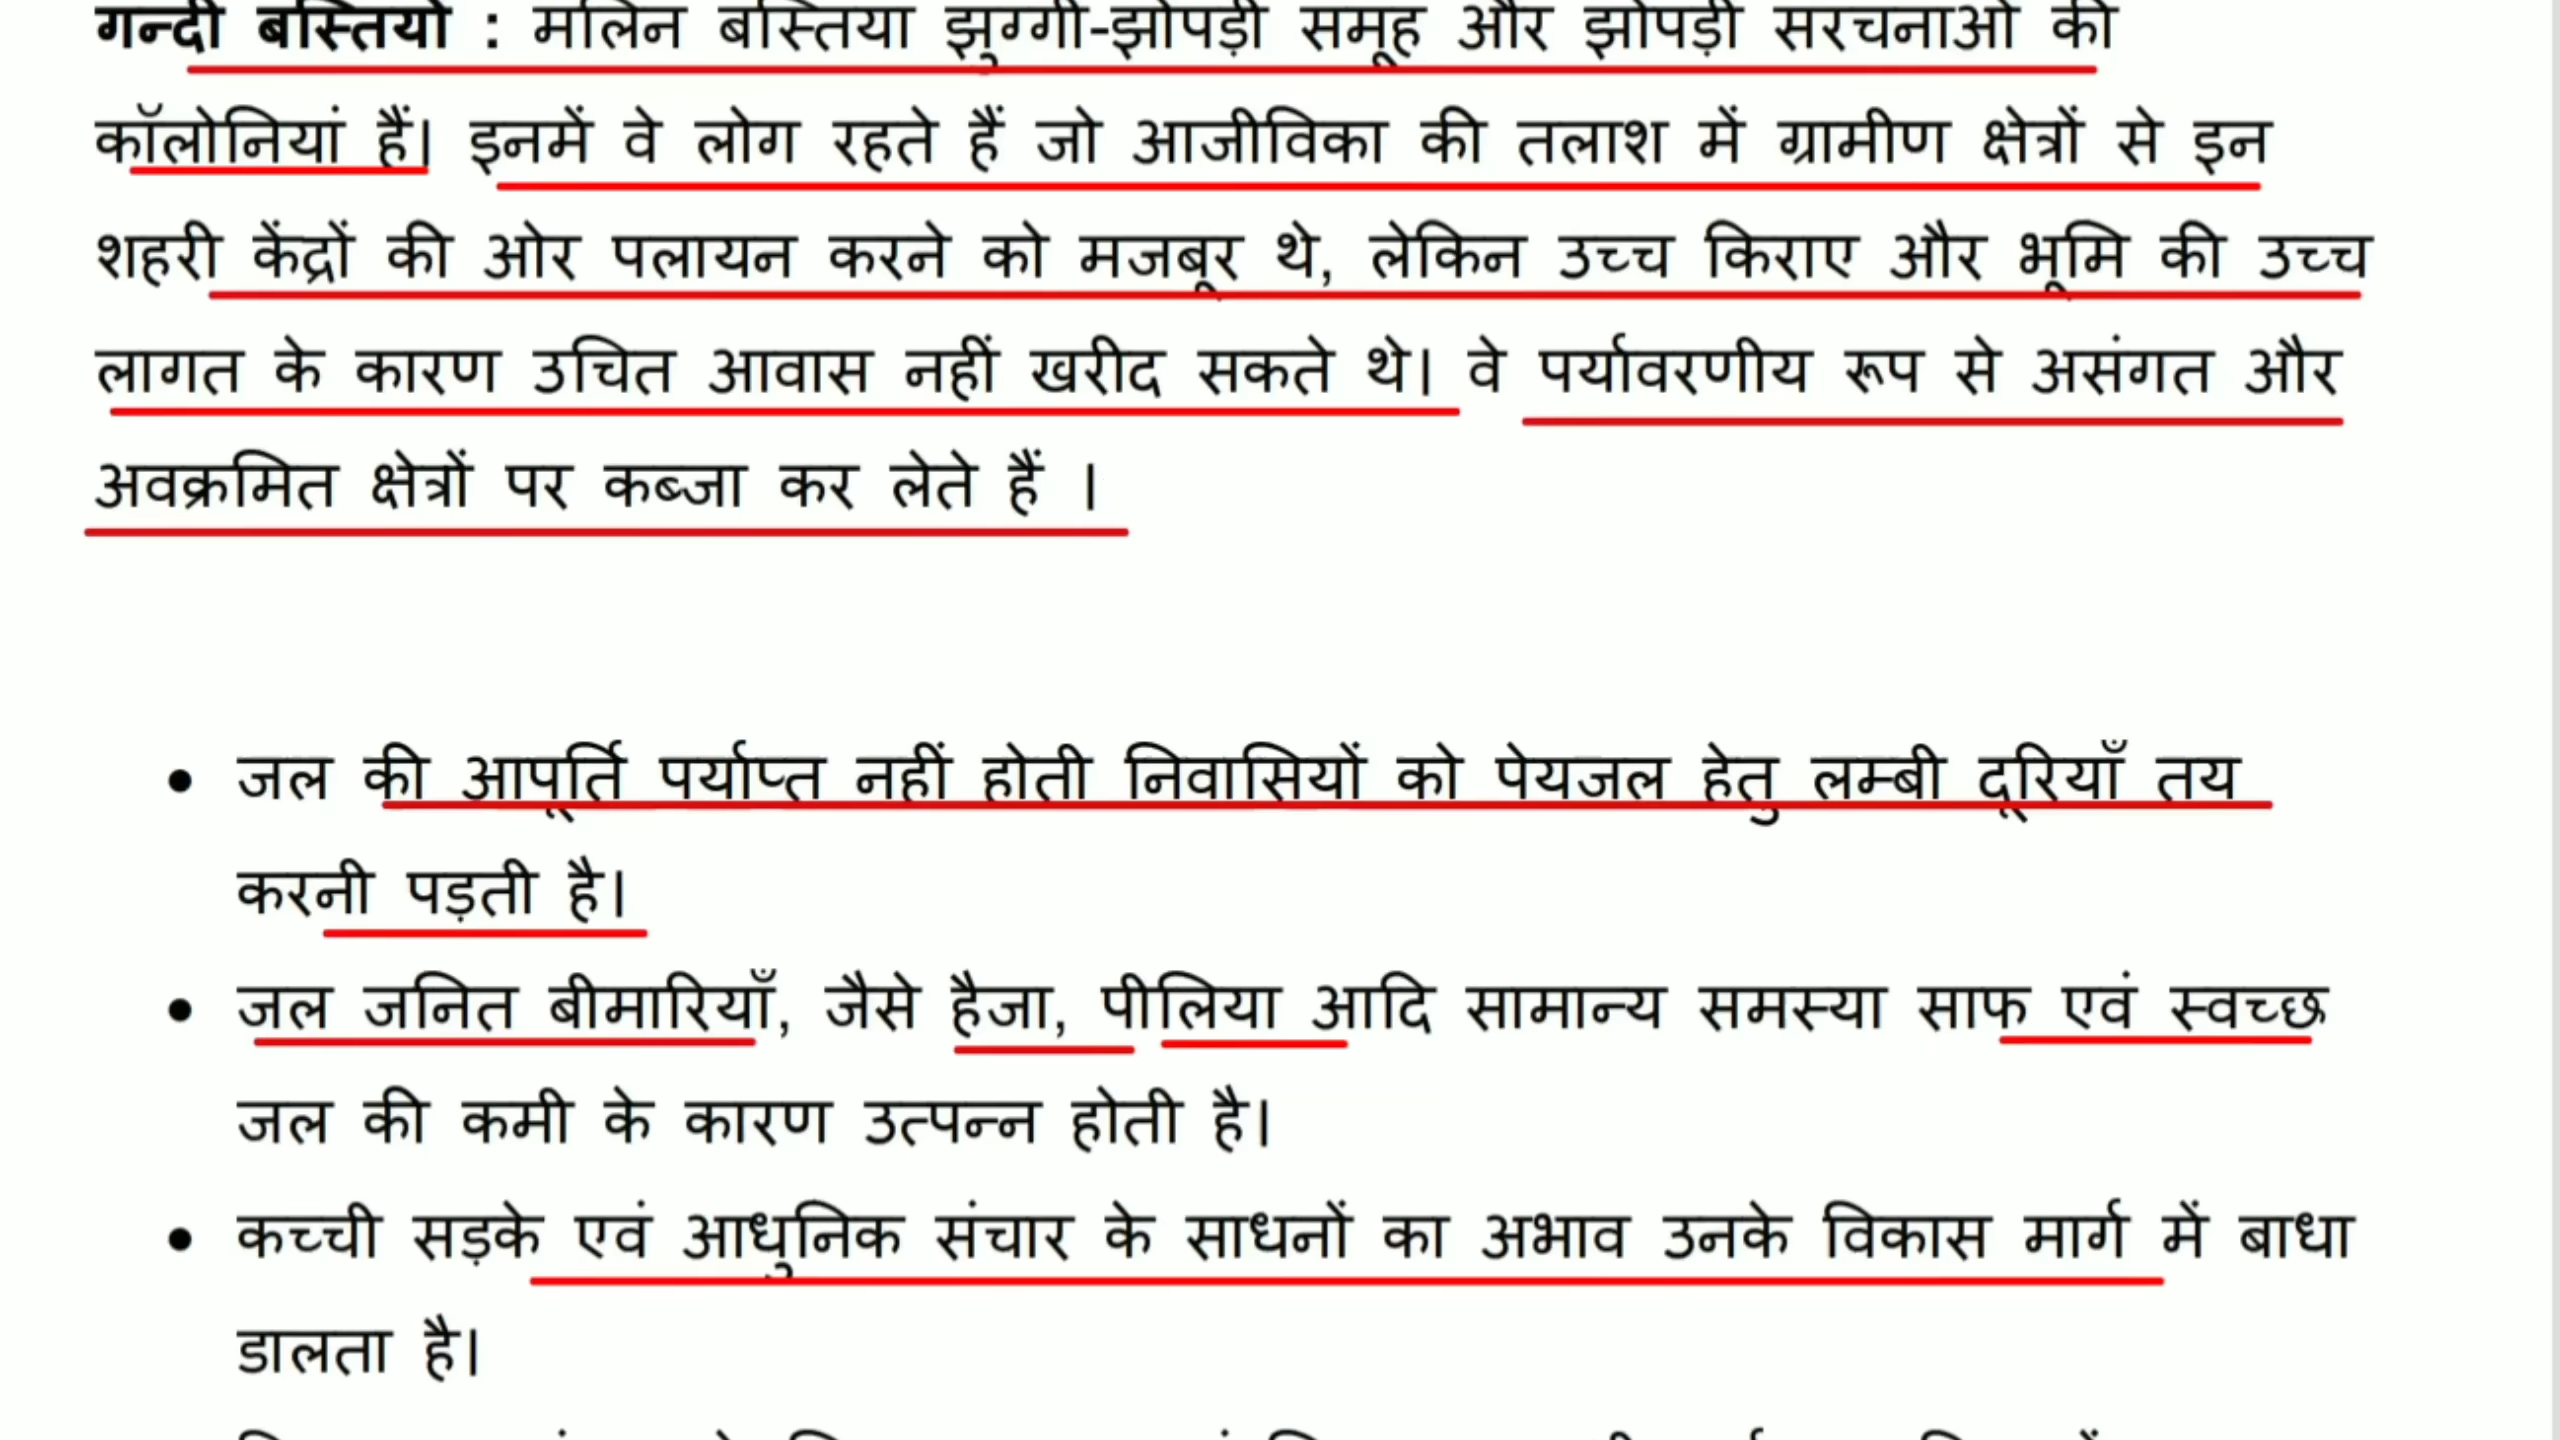 गन्दी बस्तियों : मलिन बस्तियां झुग्गी-झोपड़ी समूह और झोपड़ी संरचनाओं की
कॉलोनियां हैं। इनमें वे लोग रहते हैं जो आजीविका की तलाश में ग्रामीण क्षेत्रों से इन
शहरी केंद्रों की ओर पलायन करने को मजबूर थे, लेकिन उच्च किराए और भूमि की उच्च
लागत के कारण उचित आवास नहीं खरीद सकते थे। वे पर्यावरणीय रूप से असंगत और
अवक्रमित क्षेत्रों पर कब्जा कर लेते हैं ।
• जल की आपूर्ति पर्याप्त नहीं होती निवासियों को पेयजल हेतु लम्बी दूरियाँ तय
करनी पड़ती है।
• जल जनित बीमारियाँ, जैसे हैजा, पीलिया आदि सामान्य समस्या साफ एवं स्वच्छ
जल की कमी के कारण उत्पन्न होती है।
• कच्ची सड़के एवं आधुनिक संचार के साधनों का अभाव उनके विकास मार्ग में बाधा
डालता है।